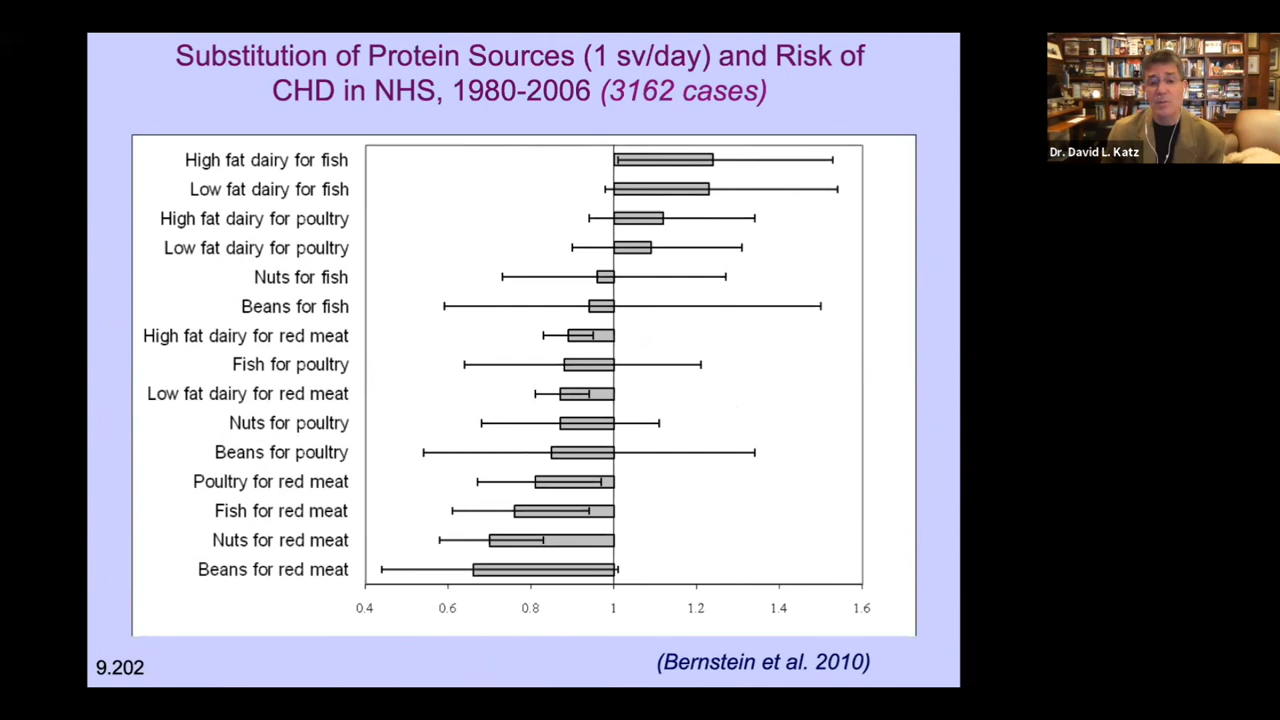 Substitution of Protein Sources (1 sv/day) and Risk of
CHD in NHS, 1980-2006 (3162 cases)
Dr. David L. Katz
High fat dairy for fish
Low fat dairy for fish
High fat dairy for poultry
Low fat dairy for poultry
Nuts for fish
Beans for fish
High fat dairy for red meat
Fish for poultry
Low fat dairy for red meat
Nuts for poultry
Beans for poultry
Poultry for red meat
Fish for red meat
Nuts for red meat
Beans for red meat
0.4 0.6 0.8 1 1.2 1.4 1.6
9.202
(Bernstein et al. 2010)